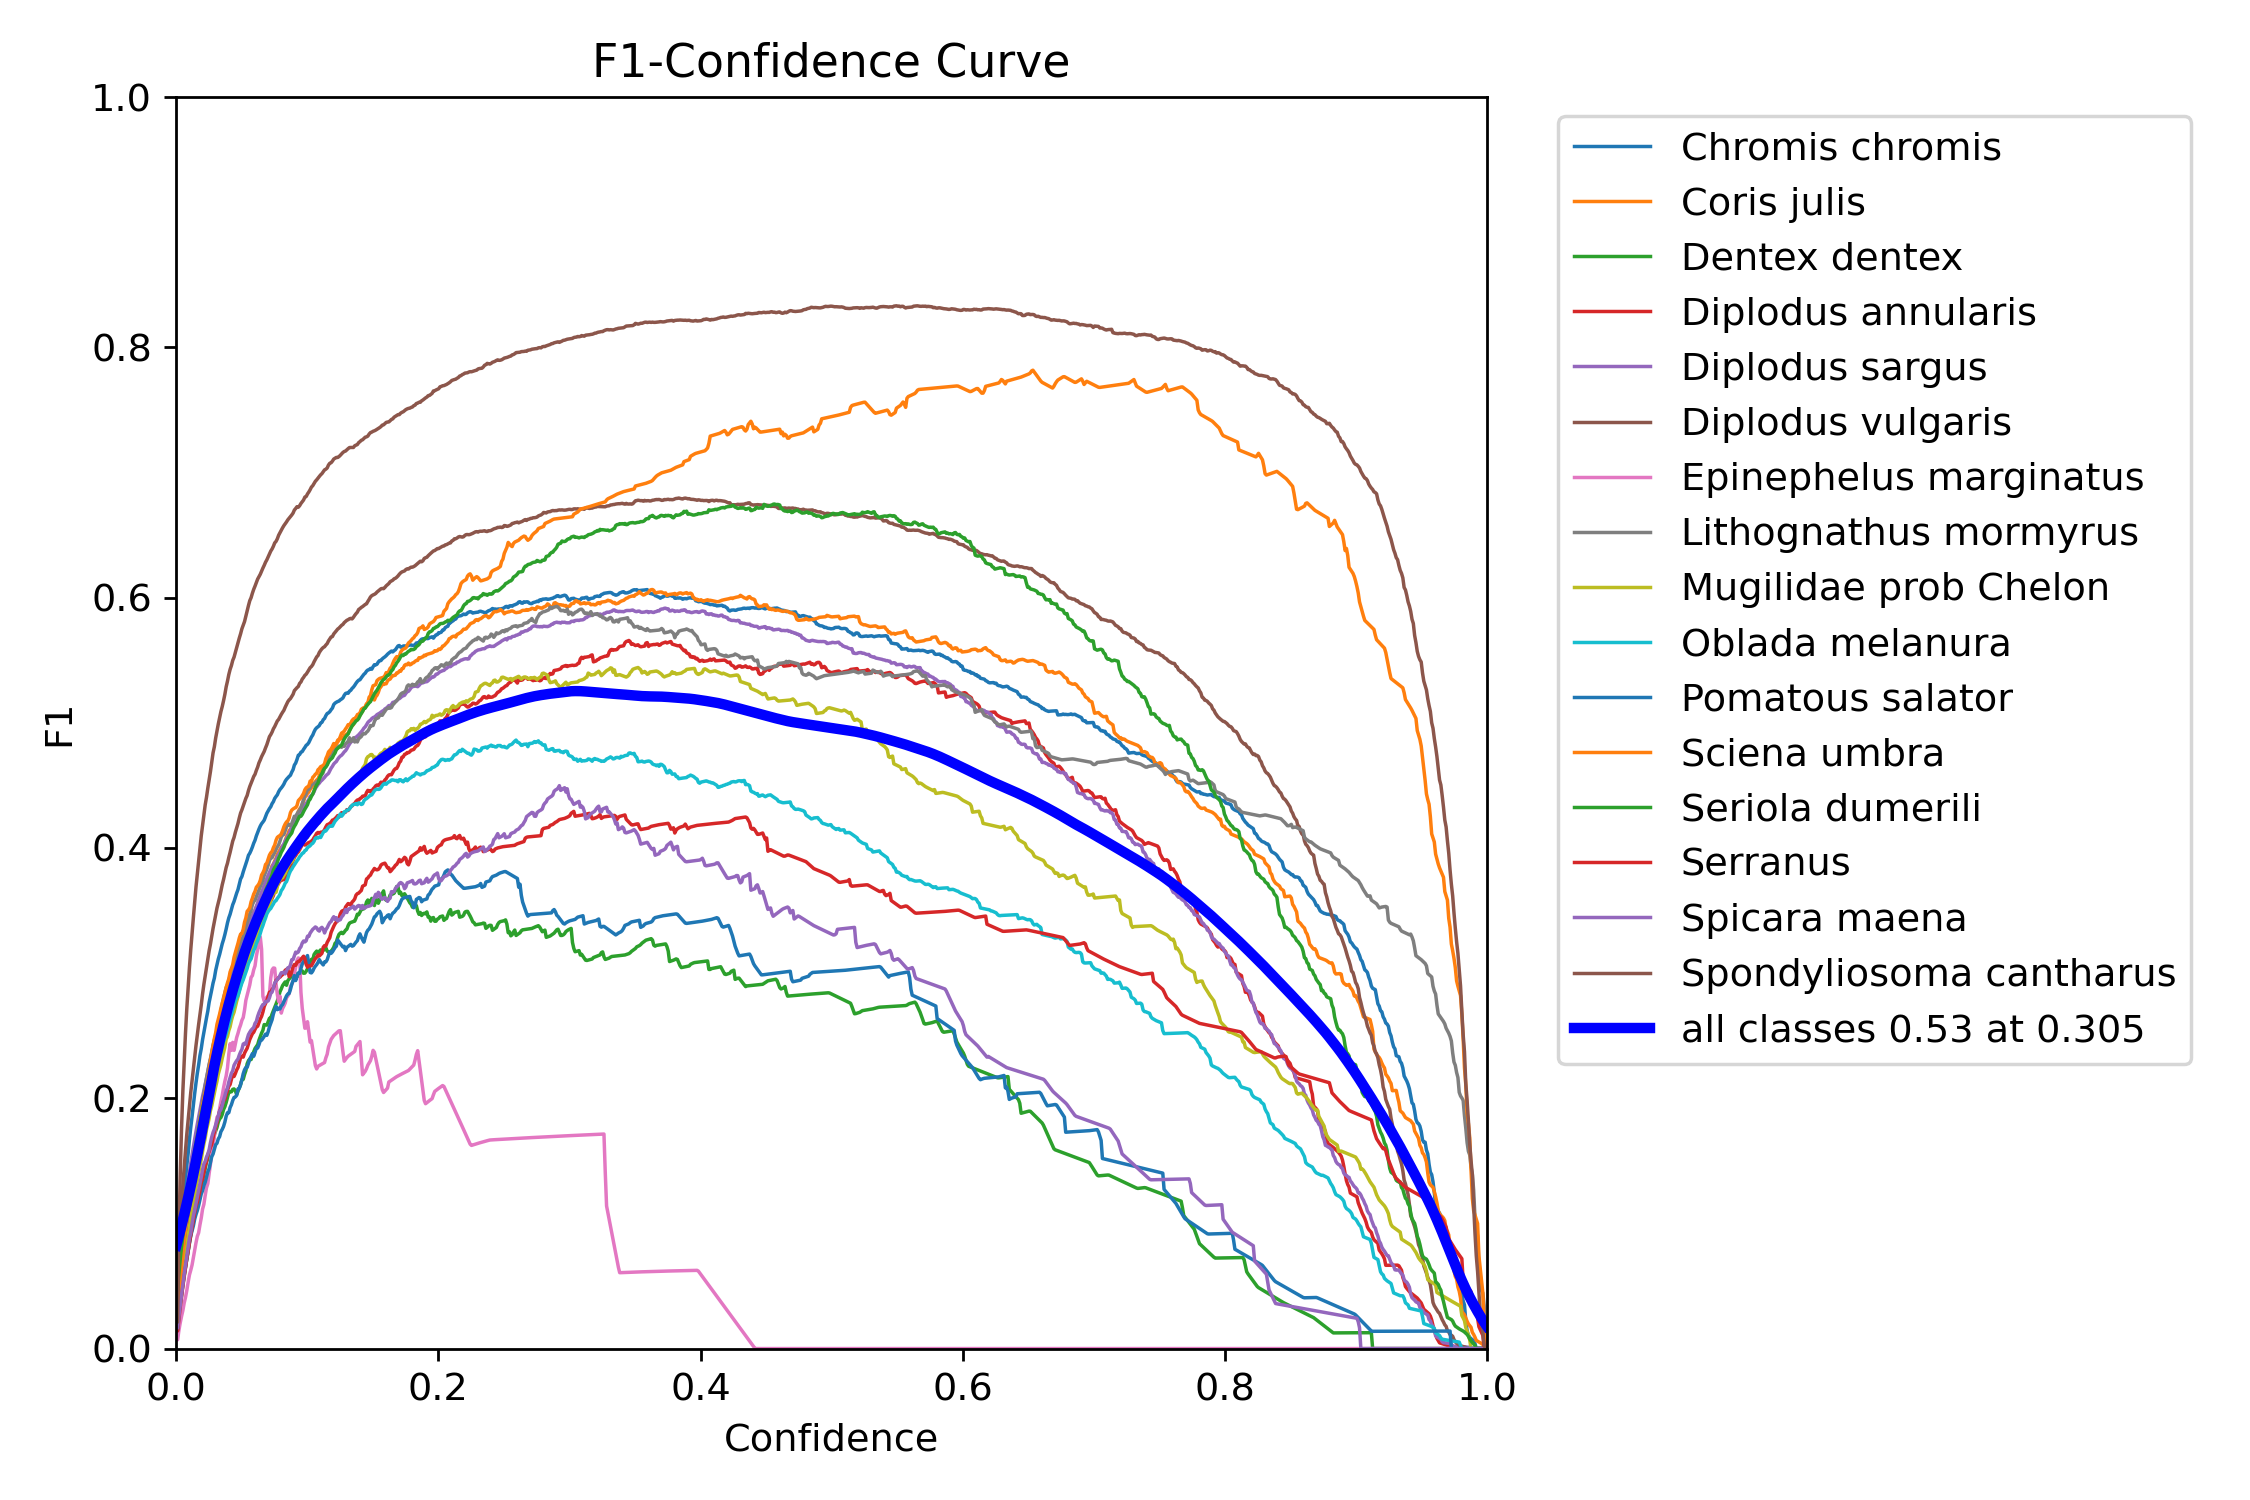 F1-Confidence Curve
1.0
0.8
0.6
0.4
0.2
0.0
F1
0.0 0.2 0.4 0.6 0.8 1.0
Confidence
Chromis chromis
Coris julis
Dentex dentex
Diplodus annularis
Diplodus sargus
Diplodus vulgaris
Epinephelus marginatus
Lithognathus mormyrus
Mugilidae prob Chelon
Oblada melanura
Pomatous salator
Sciena umbra
Seriola dumerili
Serranus
Spicara maena
Spondyliosoma cantharus
all classes 0.53 at 0.305